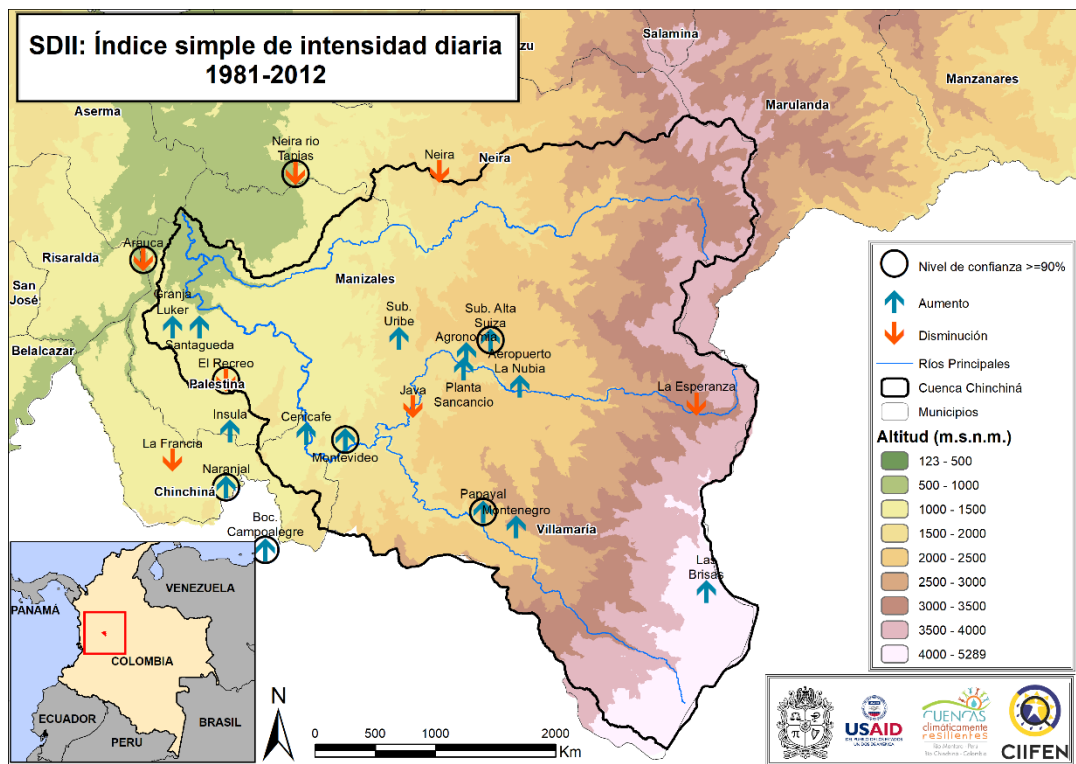 SDII: Índice simple de intensidad diaria
1981-2012
zu
Salamina
Manzanares
Marulanda
Aserma
Neira rio
Tapias
Neira
Neira
Arauca
Risaralda
San
José
Belalcazar
Manizales
Granja
Luker
Santagueda
Sub.
Uribe
Sub. Alta
Suiza
Agronomia
Aeropuerto
La Nubia
Planta
Sancancio
El Recreo
Palestina
Java
La Esperanza
Insula
Cenicafe
Montevideo
La Francia
Naranjal
Chinchiná
Papayal
Montenegro
Villamaría
Boc.
Campoalegre
Las
Brisas
Nivel de confianza >=90%
Aumento
Disminución
Ríos Principales
Cuenca Chinchiná
Municipios
Altitud (m.s.n.m.)
123 - 500
500 - 1000
1000 - 1500
1500 - 2000
2000 - 2500
2500 - 3000
3000 - 3500
3500 - 4000
4000 - 5289
PANAMÁ
VENEZUELA
COLOMBIA
ECUADOR
PERU
BRASIL
N
0 500 1000 2000
Km
USAID
CUENCAS
climáticamente
resilientes
CIIFEN